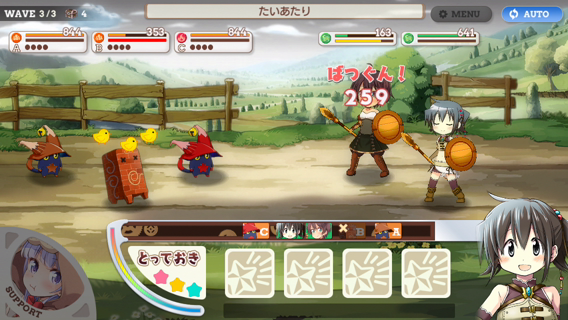 WAVE 3/3 4
たいあたり
MENU
AUTO
844
A
353
B
844
C
163
641
ばつぐん!
259
C
B
A
とっておき
SUPPORT